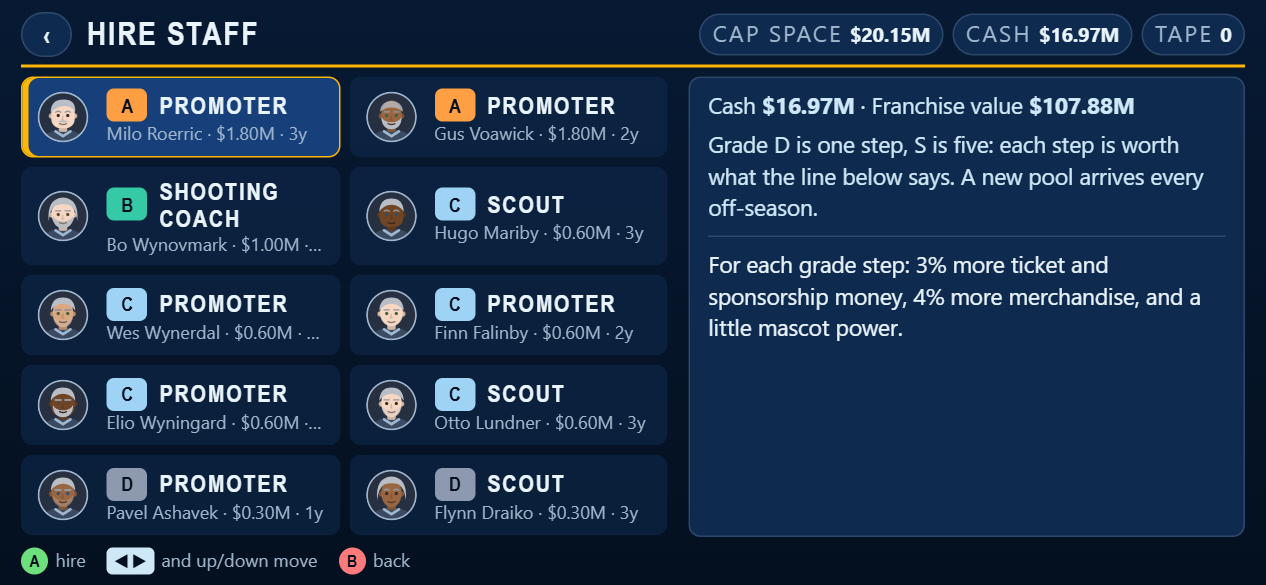 ‹ HIRE STAFF CAP SPACE $20.15M CASH $16.97M TAPE 0
A PROMOTER
Milo Roerric · $1.80M · 3y
A PROMOTER
Gus Voawick · $1.80M · 2y
B SHOOTING
COACH
Bo Wynovmark · $1.00M ·...
C SCOUT
Hugo Mariby · $0.60M · 3y
C PROMOTER
Wes Wynerdal · $0.60M · ...
C PROMOTER
Finn Falinby · $0.60M · 2y
C PROMOTER
Elio Wyningard · $0.60M ·...
C SCOUT
Otto Lundner · $0.60M · 3y
D PROMOTER
Pavel Ashavek · $0.30M · 1y
D SCOUT
Flynn Draiko · $0.30M · 3y
Cash $16.97M · Franchise value $107.88M
Grade D is one step, S is five: each step is worth
what the line below says. A new pool arrives every
off-season.
For each grade step: 3% more ticket and
sponsorship money, 4% more merchandise, and a
little mascot power.
A hire ◀▶ and up/down move B back